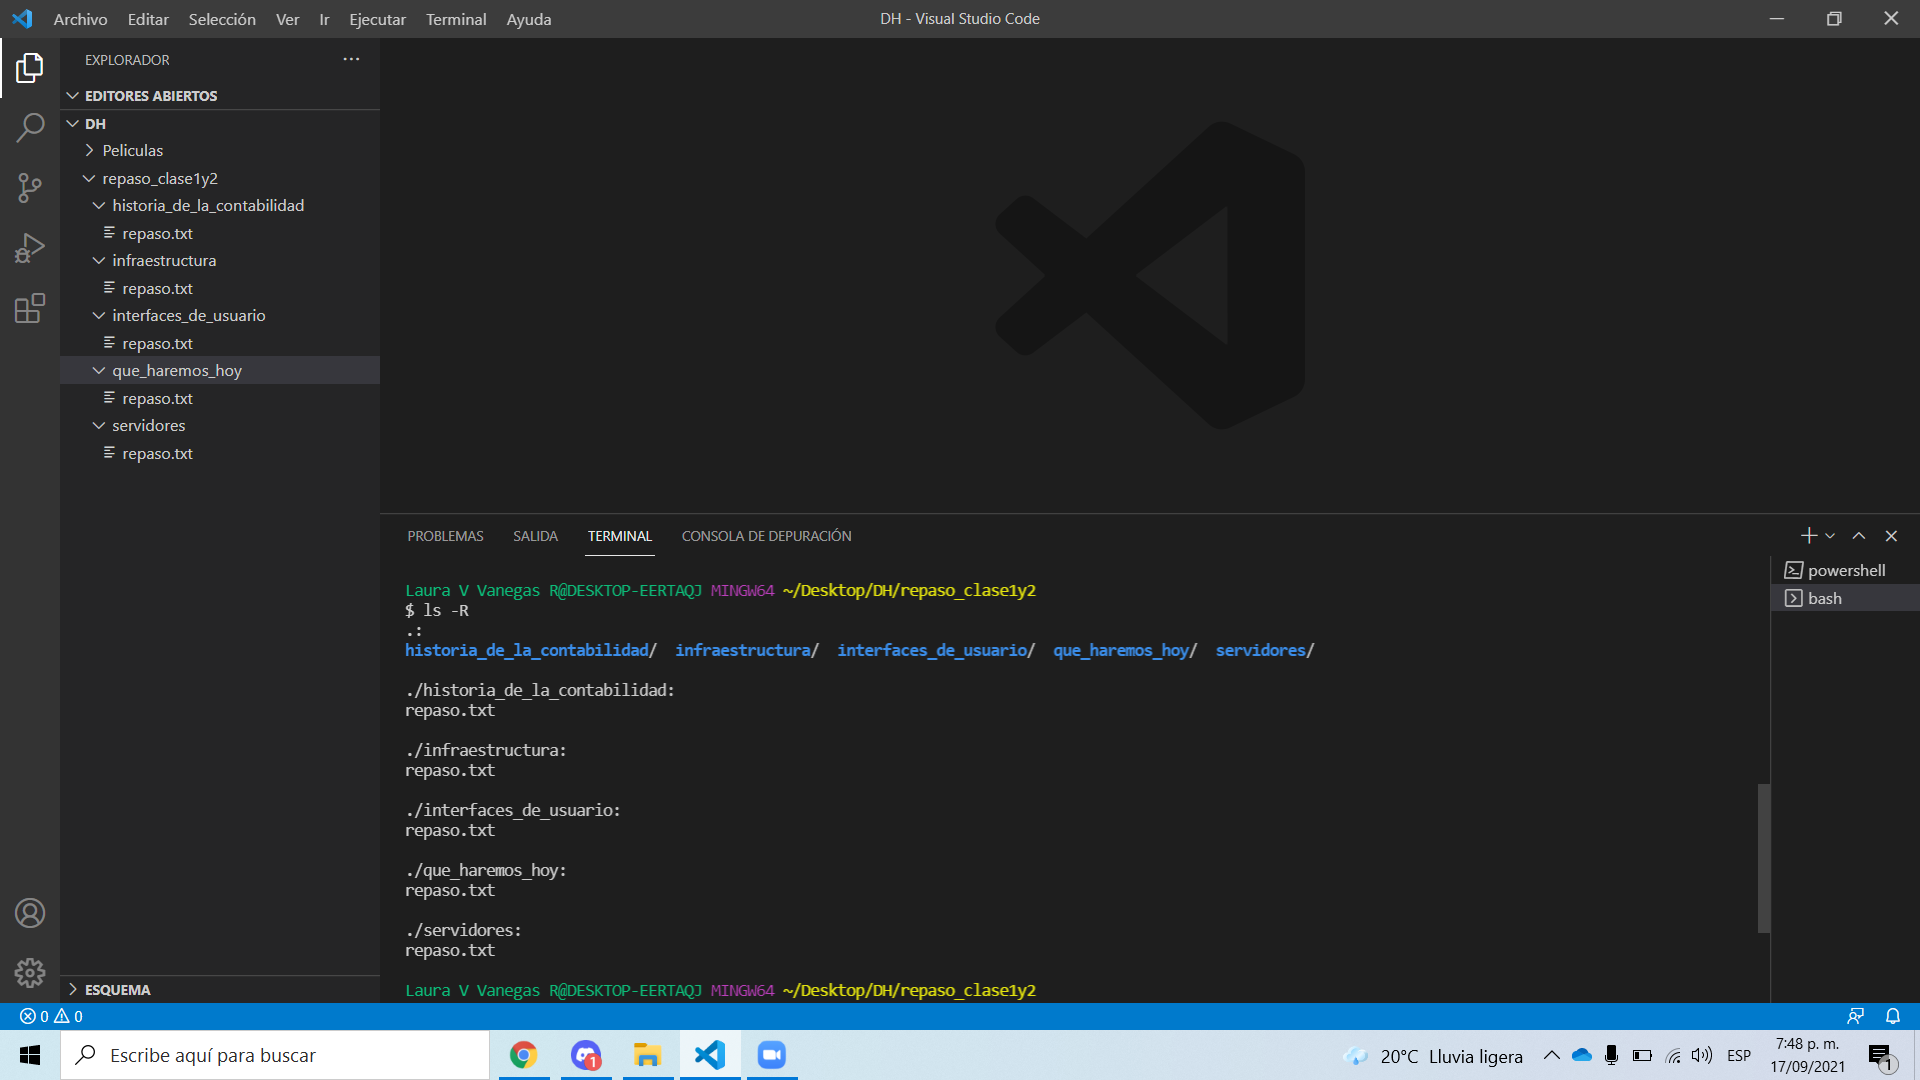 Archivo Editar Selección Ver Ir Ejecutar Terminal Ayuda
DH - Visual Studio Code
EXPLORADOR
EDITORES ABIERTOS
DH
Peliculas
repaso_clase1y2
historia_de_la_contabilidad
repaso.txt
infraestructura
repaso.txt
interfaces_de_usuario
repaso.txt
que_haremos_hoy
repaso.txt
servidores
repaso.txt
ESQUEMA
PROBLEMAS SALIDA TERMINAL CONSOLA DE DEPURACIÓN
powershell
bash
Laura V Vanegas R@DESKTOP-EERTAQJ MINGW64 ~/Desktop/DH/repaso_clase1y2
$ ls -R
.:
historia_de_la_contabilidad/ infraestructura/ interfaces_de_usuario/ que_haremos_hoy/ servidores/
./historia_de_la_contabilidad:
repaso.txt
./infraestructura:
repaso.txt
./interfaces_de_usuario:
repaso.txt
./que_haremos_hoy:
repaso.txt
./servidores:
repaso.txt
Laura V Vanegas R@DESKTOP-EERTAQJ MINGW64 ~/Desktop/DH/repaso_clase1y2
0 0
Escribe aquí para buscar
1
20°C Lluvia ligera
ESP
7:48 p. m.
17/09/2021
1